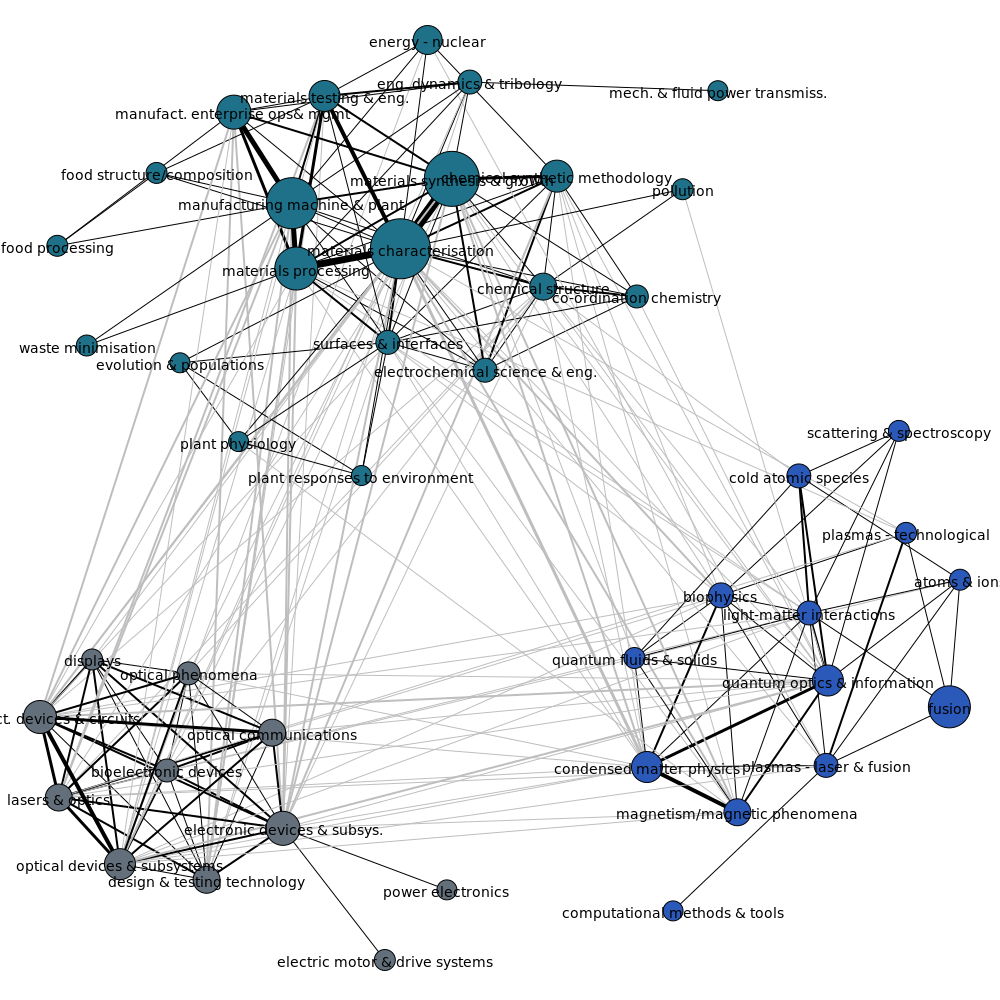 energy - nuclear
eng. dynamics & tribology
mech. & fluid power transmiss.
materials testing & eng.
manufact. enterprise ops& mgmt
food structure/composition
materials synthesis & growth
chemical synthetic methodology
pollution
manufacturing machine & plant
food processing
materials characterisation
materials processing
chemical structure
co-ordination chemistry
waste minimisation
surfaces & interfaces
evolution & populations
electrochemical science & eng.
plant physiology
plant responses to environment
scattering & spectroscopy
cold atomic species
plasmas - technological
atoms & ion
biophysics
light-matter interactions
displays
optical phenomena
quantum fluids & solids
quantum optics & information
fusion
ct. devices & circuits
optical communications
bioelectronic devices
condensed matter physics
plasmas - laser & fusion
lasers & optics
magnetism/magnetic phenomena
electronic devices & subsys.
optical devices & subsystems
design & testing technology
power electronics
computational methods & tools
electric motor & drive systems